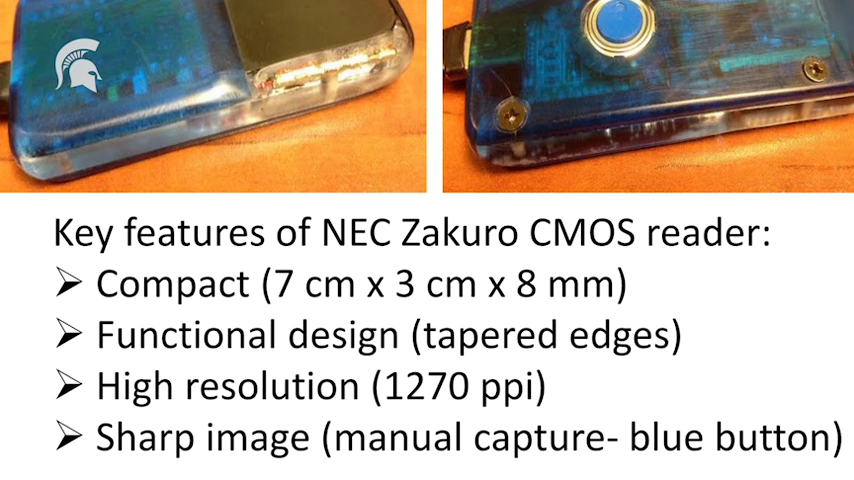 Key features of NEC Zakuro CMOS reader:
➢ Compact (7 cm x 3 cm x 8 mm)
➢ Functional design (tapered edges)
➢ High resolution (1270 ppi)
➢ Sharp image (manual capture- blue button)